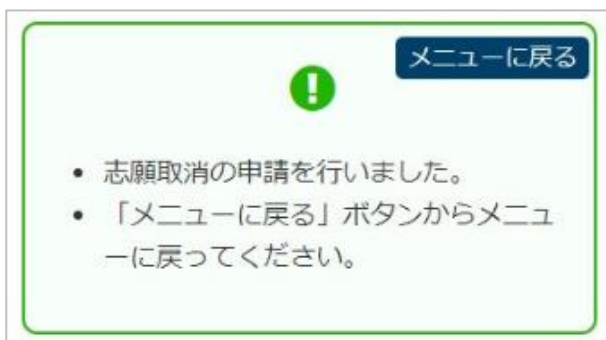 メニューに戻る
• 志願取消の申請を行いました。
• 「メニューに戻る」ボタンからメニュ
ーに戻ってください。